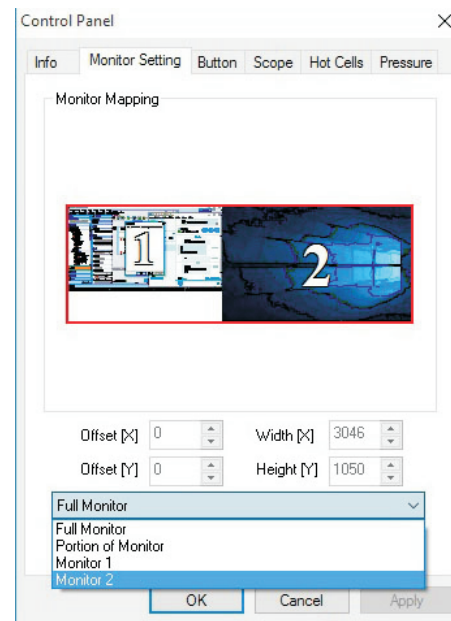 Control Panel
Info Monitor Setting Button Scope Hot Cells Pressure
Monitor Mapping
1 2
Offset [X] 0 Width [X] 3046
Offset [Y] 0 Height [Y] 1050
Full Monitor
Full Monitor
Portion of Monitor
Monitor 1
Monitor 2
OK Cancel Apply